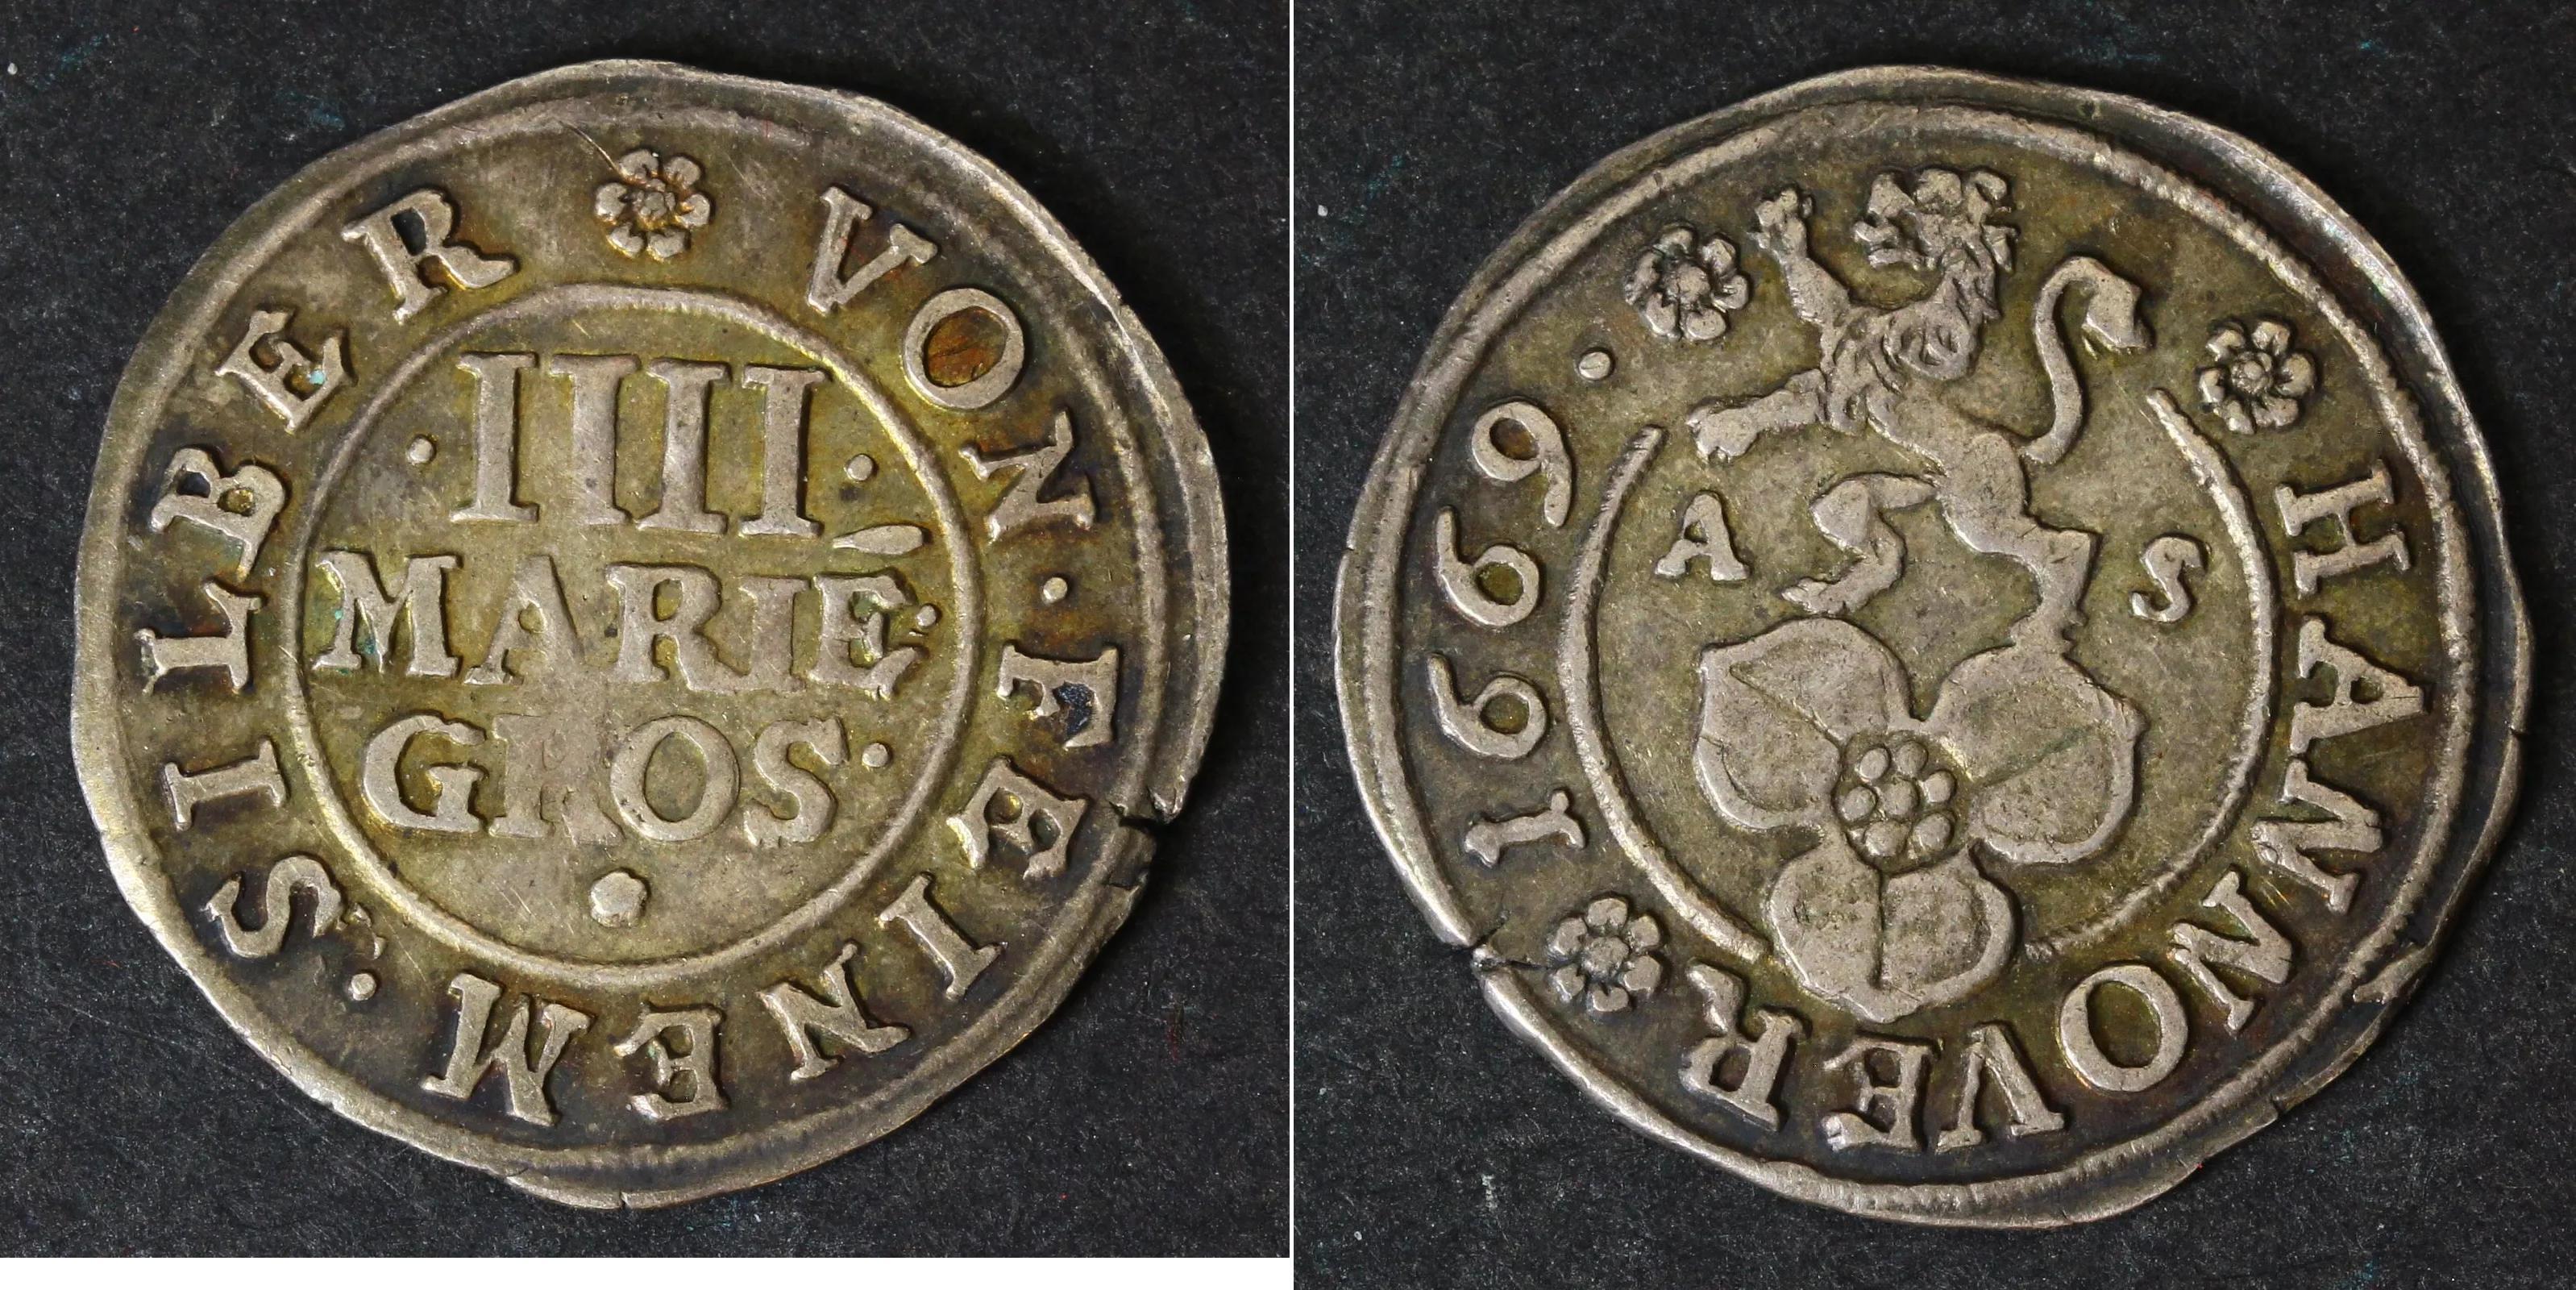 VON · FEINEM : SILBER
· IIII ·
MARIE :
GROS ·
HANNOVER
1669 ·
A S